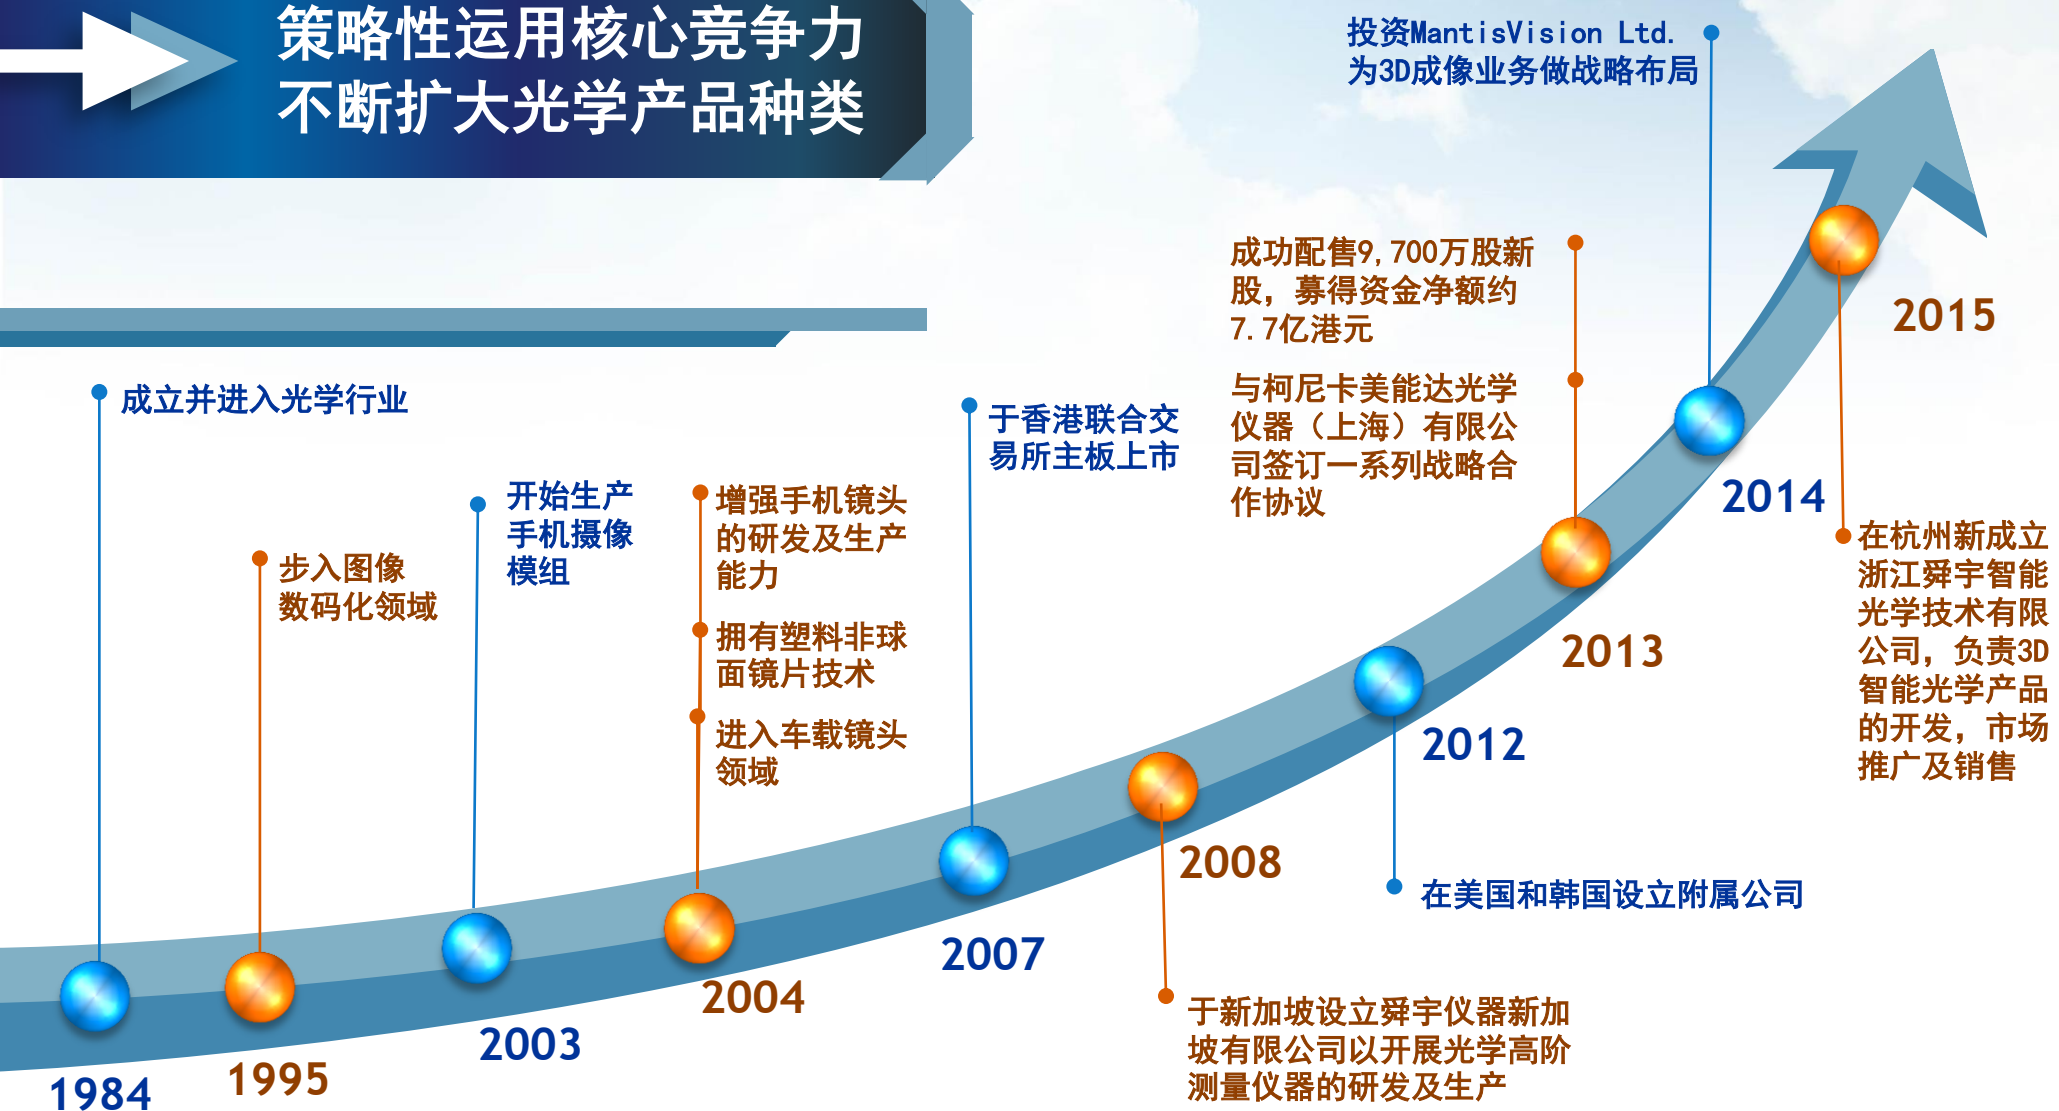 策略性运用核心竞争力
不断扩大光学产品种类
投资MantisVision Ltd.
为3D成像业务做战略布局
成功配售9,700万股新
股，募得资金净额约
7.7亿港元
与柯尼卡美能达光学
仪器（上海）有限公
司签订一系列战略合
作协议
成立并进入光学行业
步入图像
数码化领域
开始生产
手机摄像
模组
增强手机镜头
的研发及生产
能力
拥有塑料非球
面镜片技术
进入车载镜头
领域
于香港联合交
易所主板上市
2015
2014
在杭州新成立
浙江舜宇智能
光学技术有限
公司，负责3D
智能光学产品
的开发，市场
推广及销售
2013
2012
在美国和韩国设立附属公司
2008
于新加坡设立舜宇仪器新加
坡有限公司以开展光学高阶
测量仪器的研发及生产
2007
2004
2003
1995
1984